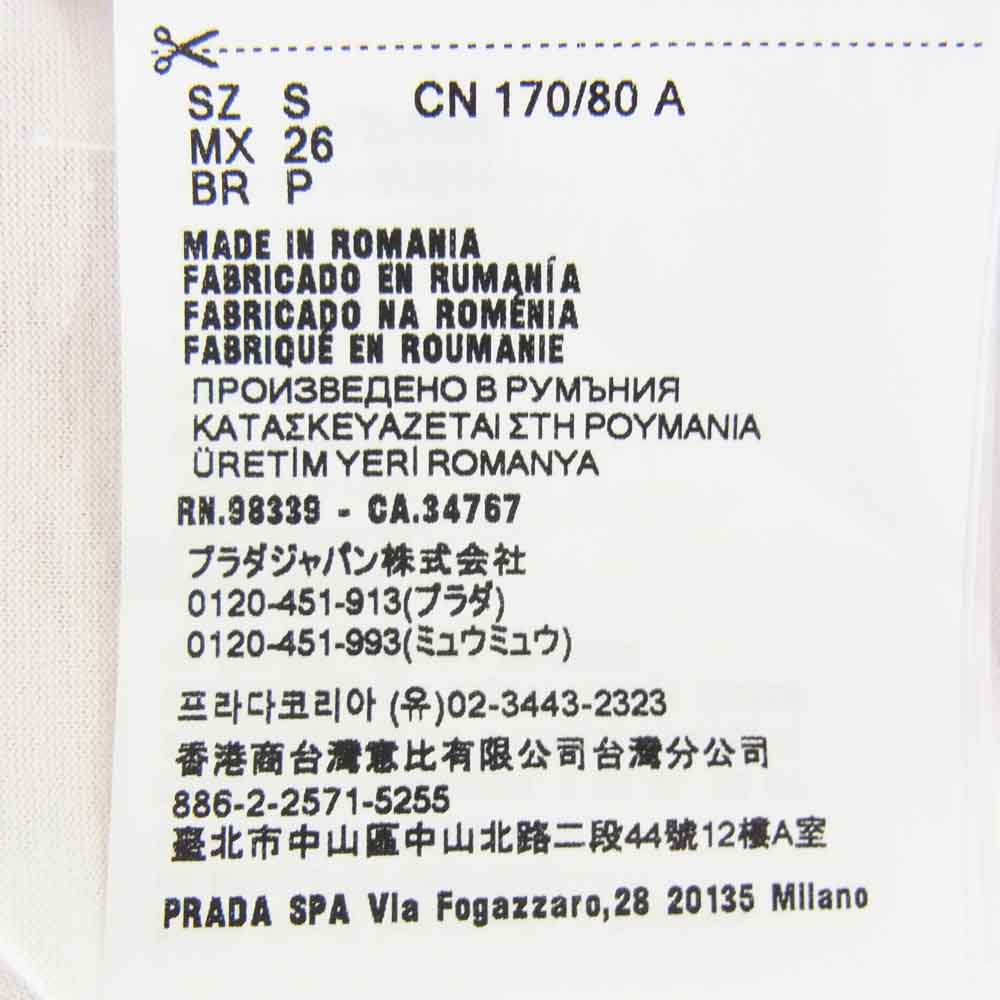 SZ S CN 170/80 A
MX 26
BR P
MADE IN ROMANIA
FABRICADO EN RUMANÍA
FABRICADO NA ROMÉNIA
FABRIQUÉ EN ROUMANIE
ПРОИЗВЕДЕНО В РУМЪНИЯ
ΚΑΤΑΣΚΕΥΑΖΕΤΑΙ ΣΤΗ ΡΟΥΜΑΝΙΑ
ÜRETİM YERİ ROMANYA
RN.98339 - CA.34767
プラダジャパン株式会社
0120-451-913(プラダ)
0120-451-993(ミュウミュウ)
프라다코리아 (유)02-3443-2323
香港商台灣意比有限公司台灣分公司
886-2-2571-5255
臺北市中山區中山北路二段44號12樓A室
PRADA SPA Via Fogazzaro,28 20135 Milano